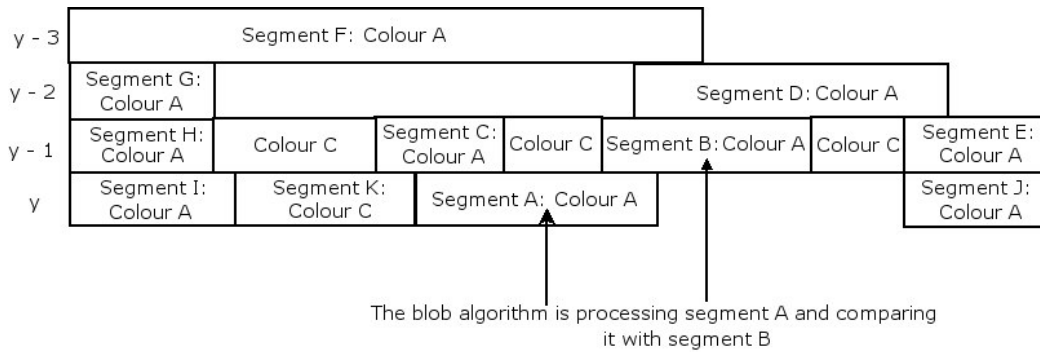 y - 3
Segment F: Colour A
y - 2
Segment G:
Colour A
Segment D: Colour A
y - 1
Segment H:
Colour A
Colour C
Segment C:
Colour A
Colour C
Segment B: Colour A
Colour C
Segment E:
Colour A
y
Segment I:
Colour A
Segment K:
Colour C
Segment A: Colour A
Segment J:
Colour A
The blob algorithm is processing segment A and comparing
it with segment B